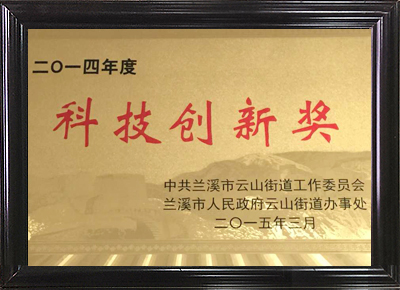 二〇一四年度
科技创新奖
中共兰溪市云山街道工作委员会
兰溪市人民政府云山街道办事处
二〇一五年三月